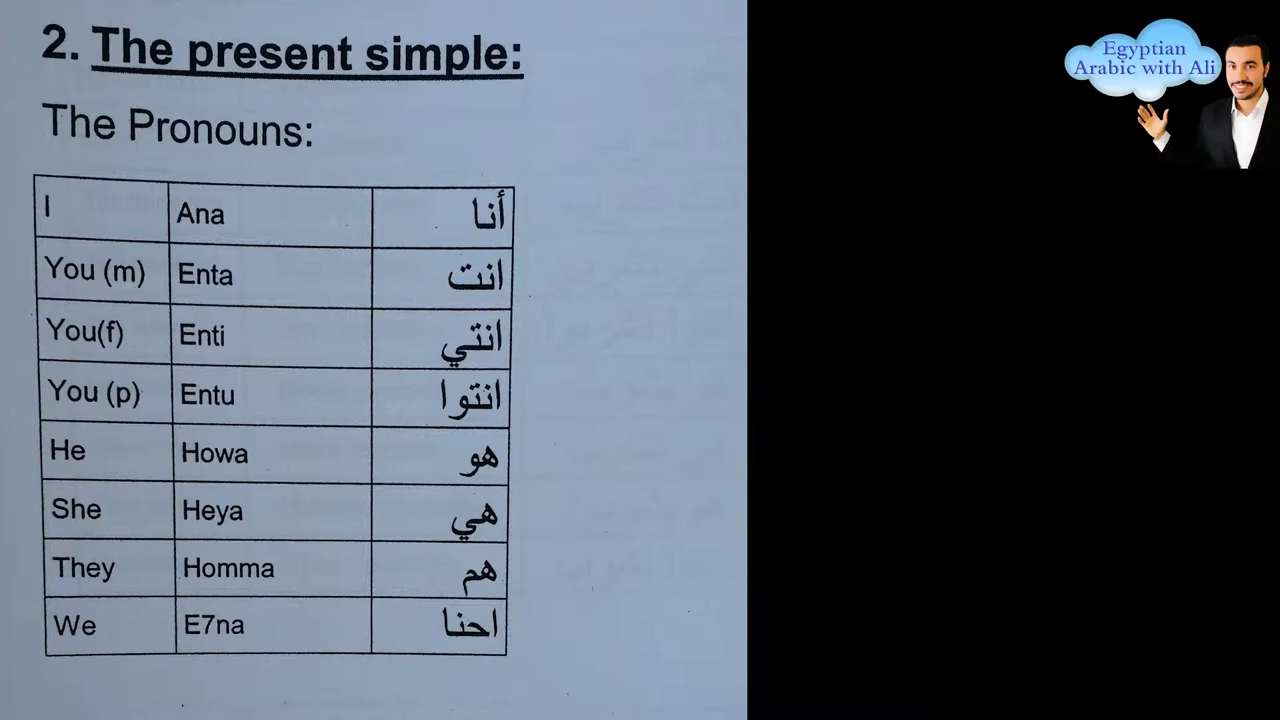 2. The present simple:
The Pronouns:
I Ana أنا
You (m) Enta انت
You(f) Enti انتي
You (p) Entu انتوا
He Howa هو
She Heya هي
They Homma هم
We E7na احنا
Egyptian
Arabic with Ali